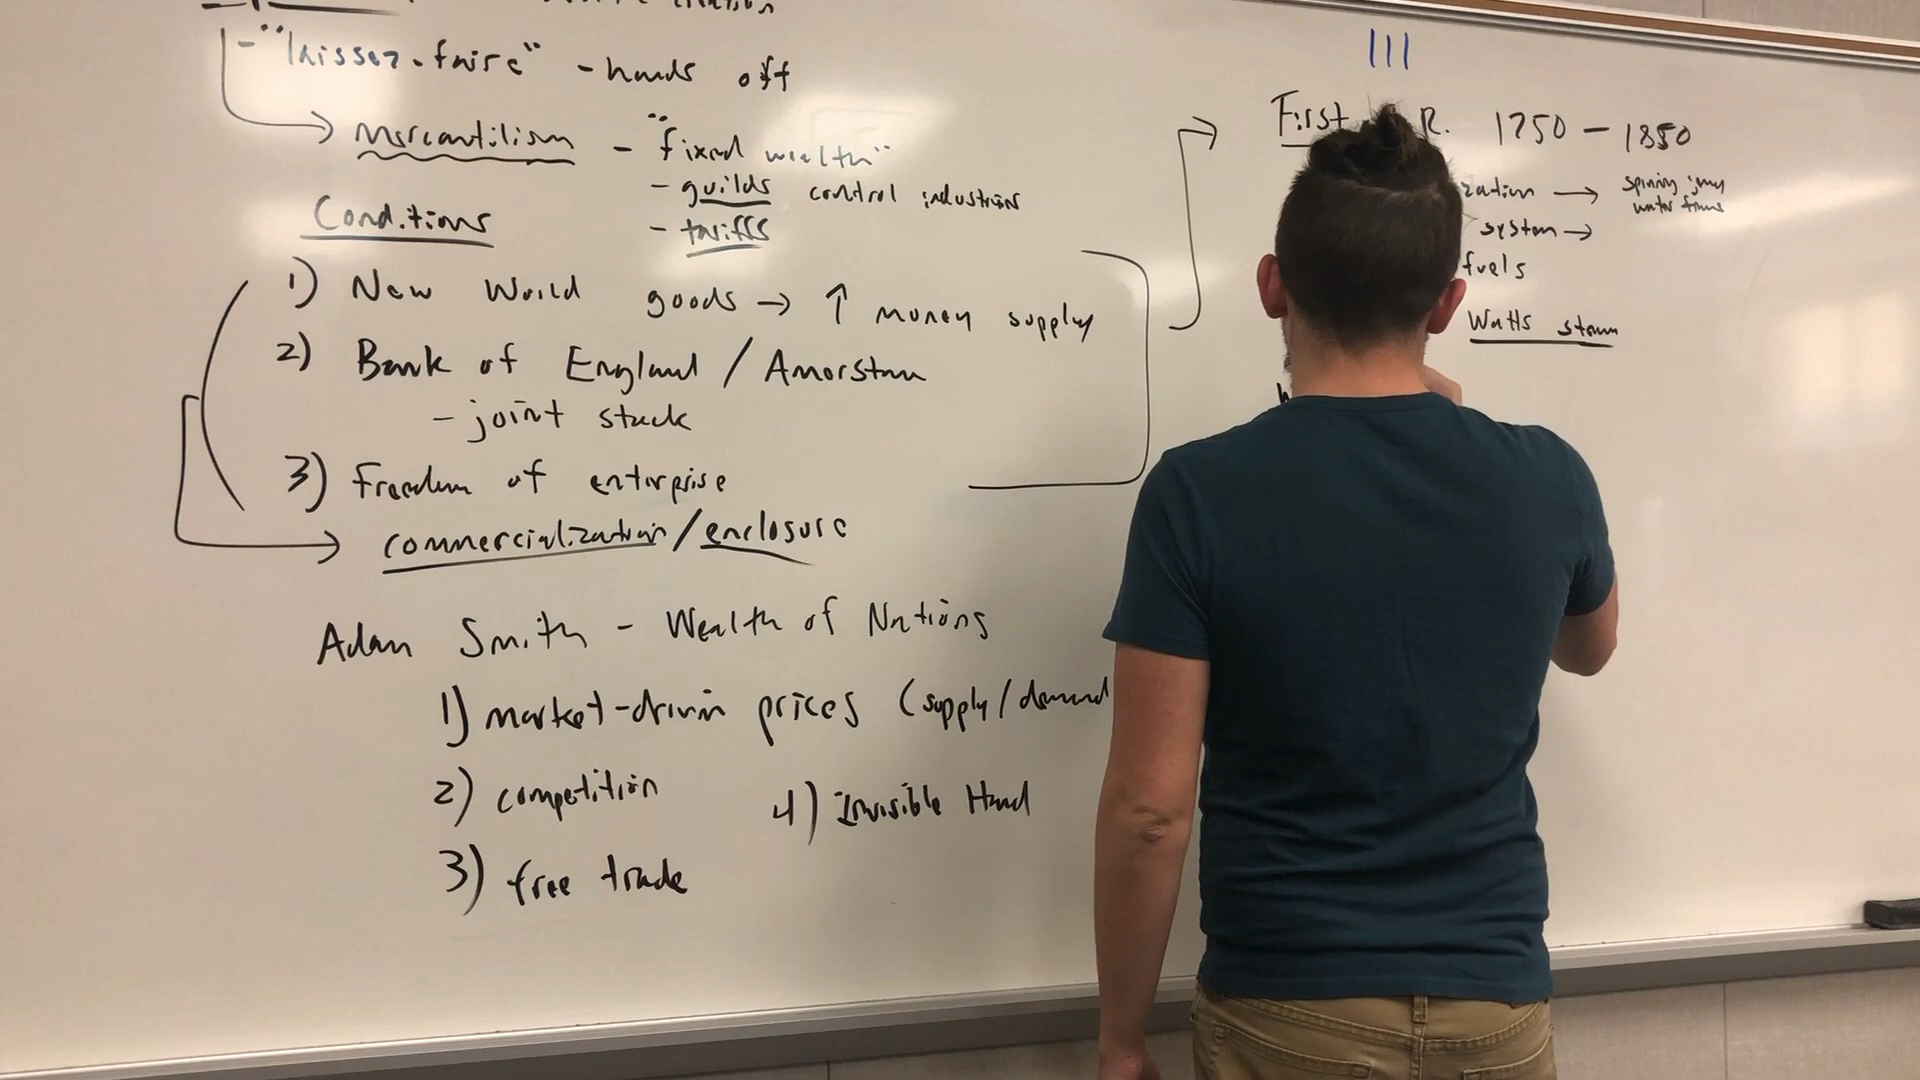 - "laissez-faire" - hands off
→ Mercantilism - "fixed wealth"
- guilds control industries
- tariffs
Conditions
1) New World goods → ↑ money supply
2) Bank of England / Amsterdam
- joint stock
3) Freedom of enterprise
→ commercialization / enclosure
Adam Smith - Wealth of Nations
1) market-driven prices (supply / demand
2) competition
3) free trade
4) Invisible Hand
III
First R. 1750 - 1850
zation → spinning jenny
water frame
system →
fuels
Watts steam